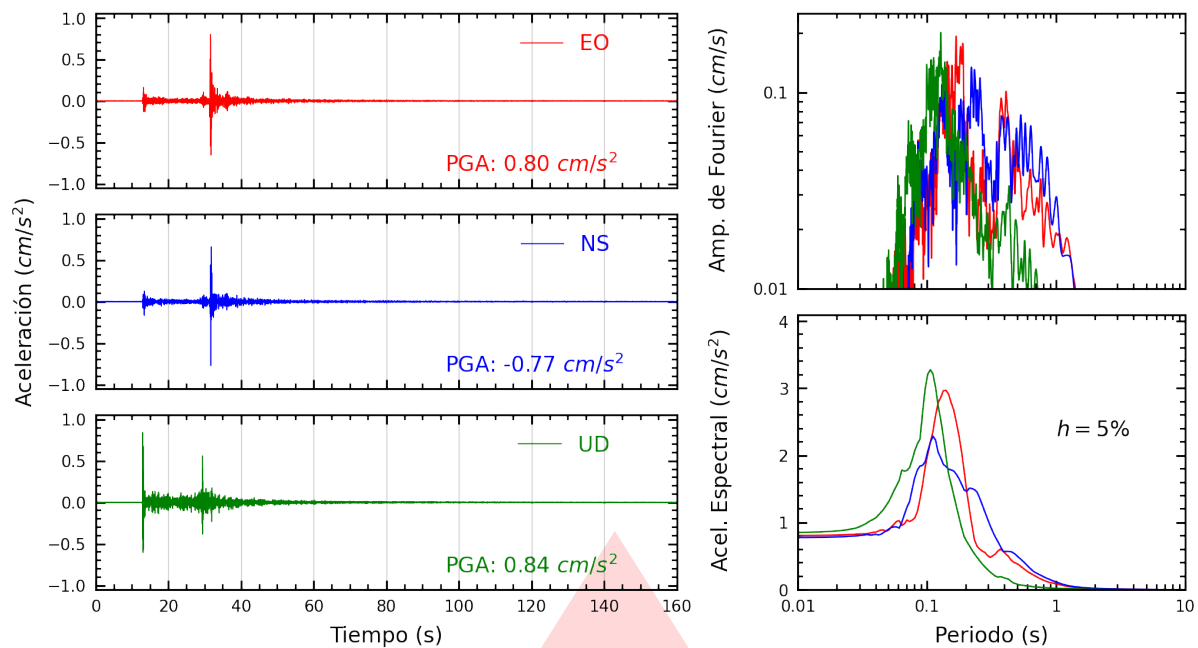 Aceleración (cm/s²)
1.0
0.5
0.0
−0.5
−1.0
EO
PGA: 0.80 cm/s²
1.0
0.5
0.0
−0.5
−1.0
NS
PGA: -0.77 cm/s²
1.0
0.5
0.0
−0.5
−1.0
UD
PGA: 0.84 cm/s²
0 20 40 60 80 100 120 140 160
Tiempo (s)
Amp. de Fourier (cm/s)
0.1
0.01
Acel. Espectral (cm/s²)
4
3
2
1
0
h = 5%
0.01 0.1 1 10
Periodo (s)